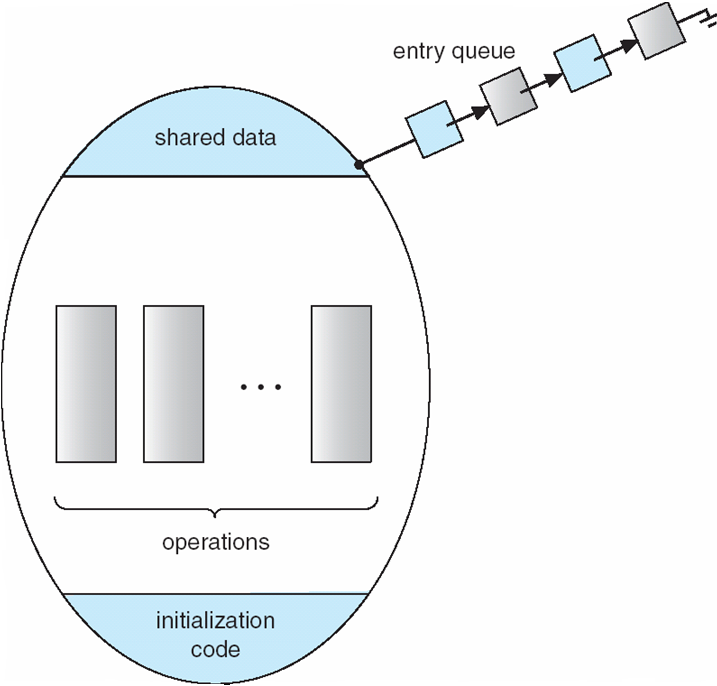 entry queue
shared data
operations
initialization
code